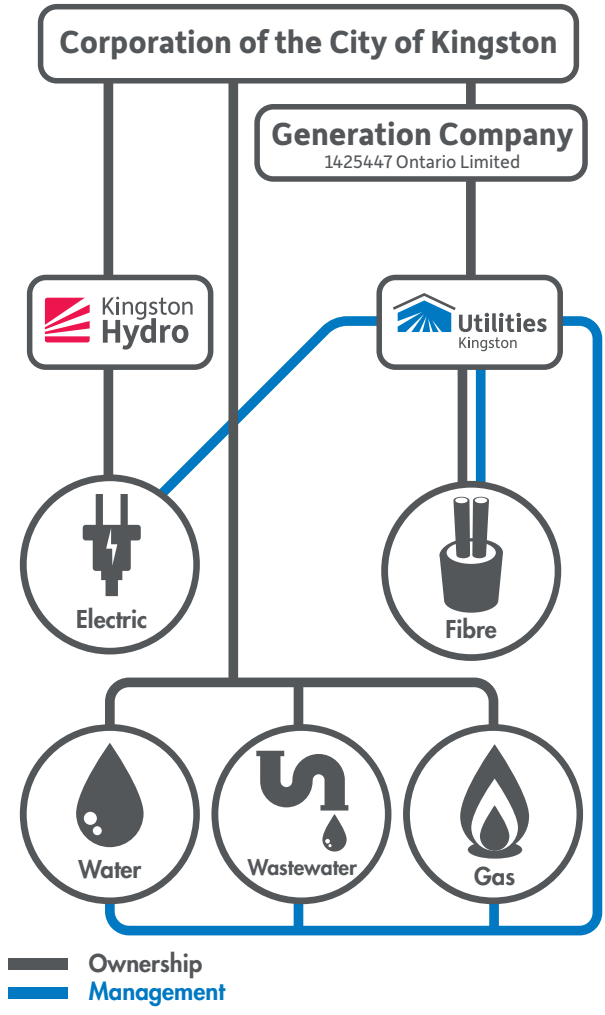 Corporation of the City of Kingston
Generation Company
1425447 Ontario Limited
Kingston
Hydro
Utilities
Kingston
Electric
Fibre
Water
Wastewater
Gas
Ownership
Management